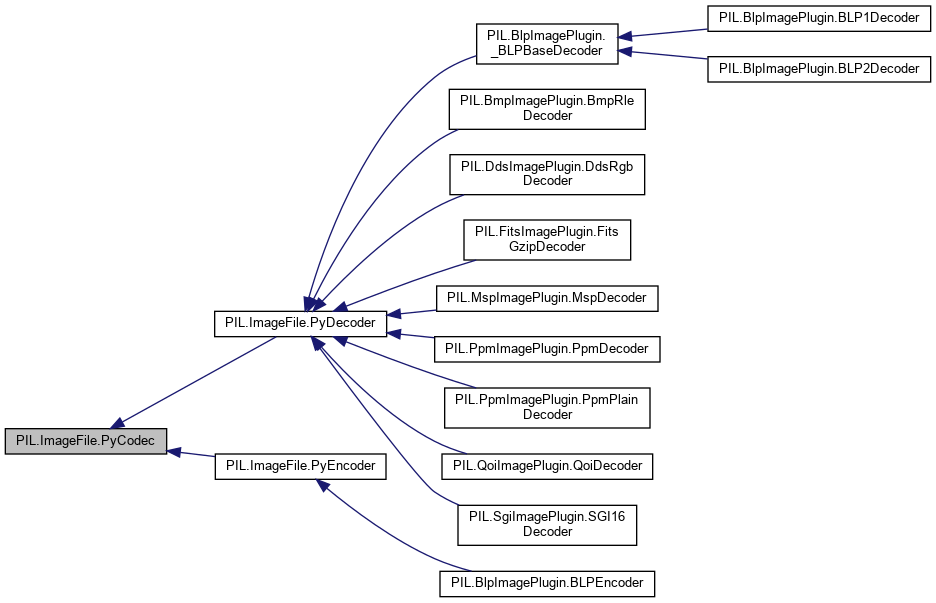 PIL.BlpImagePlugin.
_BLPBaseDecoder
PIL.BlpImagePlugin.BLP1Decoder
PIL.BlpImagePlugin.BLP2Decoder
PIL.BmpImagePlugin.BmpRle
Decoder
PIL.DdsImagePlugin.DdsRgb
Decoder
PIL.FitsImagePlugin.Fits
GzipDecoder
PIL.MspImagePlugin.MspDecoder
PIL.ImageFile.PyDecoder
PIL.PpmImagePlugin.PpmDecoder
PIL.PpmImagePlugin.PpmPlain
Decoder
PIL.ImageFile.PyCodec
PIL.ImageFile.PyEncoder
PIL.QoiImagePlugin.QoiDecoder
PIL.SgiImagePlugin.SGI16
Decoder
PIL.BlpImagePlugin.BLPEncoder